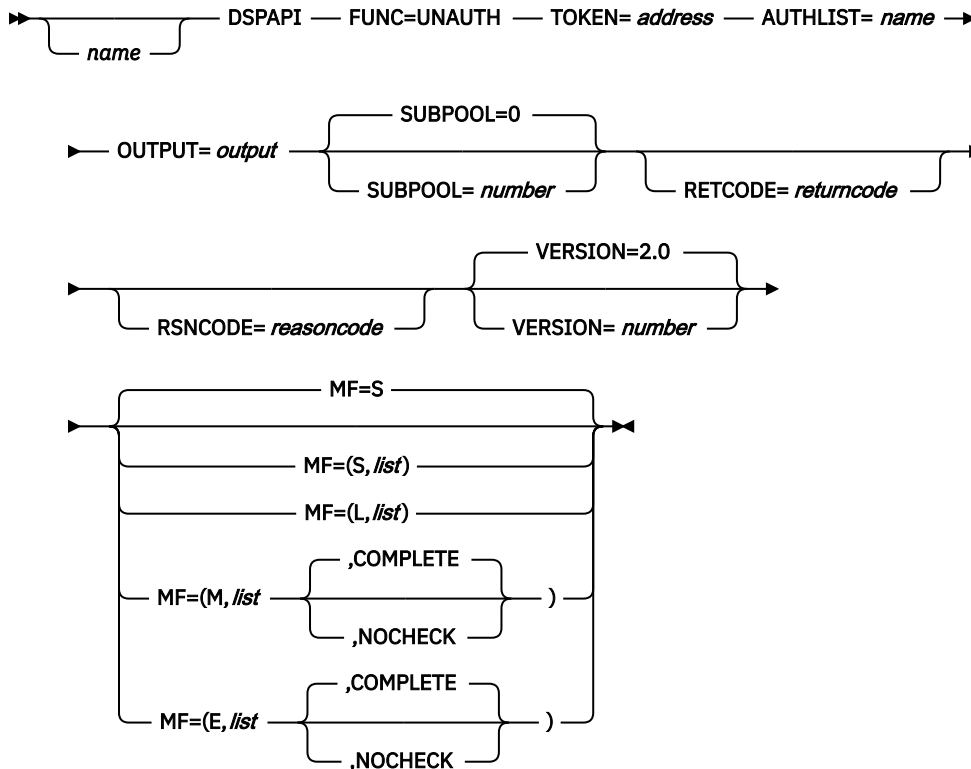 DSPAPI FUNC=UNAUTH TOKEN= address AUTHLIST= name
name
SUBPOOL=0
OUTPUT= output
SUBPOOL= number
RETCODE= returncode
VERSION=2.0
RSNCODE= reasoncode
VERSION= number
MF=S
MF=(S,list)
MF=(L,list)
,COMPLETE
MF=(M,list )
,NOCHECK
,COMPLETE
MF=(E,list )
,NOCHECK